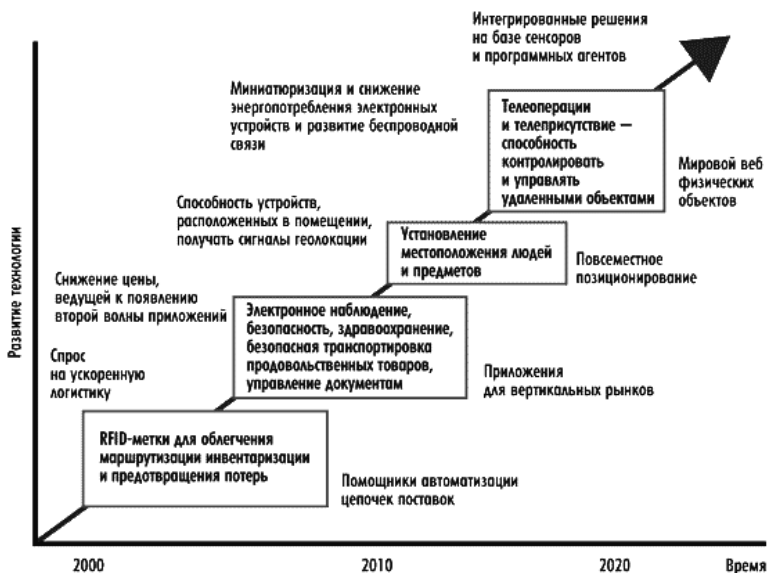 Интегрированные решения
на базе сенсоров
и программных агентов
Миниатюризация и снижение
энергопотребления электронных
устройств и развитие беспроводной
связи
Телеоперации
и телеприсутствие —
способность
контролировать
и управлять
удаленными объектами
Мировой веб
физических
объектов
Способность устройств,
расположенных в помещении,
получать сигналы геолокации
Установление
местоположения людей
и предметов
Повсеместное
позиционирование
Снижение цены,
ведущей к появлению
второй волны приложений
Электронное наблюдение,
безопасность, здравоохранение,
безопасная транспортировка
продовольственных товаров,
управление документам
Приложения
для вертикальных рынков
Спрос
на ускоренную
логистику
RFID-метки для облегчения
маршрутизации инвентаризации
и предотвращения потерь
Помощники автоматизации
цепочек поставок
Развитие технологии
2000 2010 2020 Время